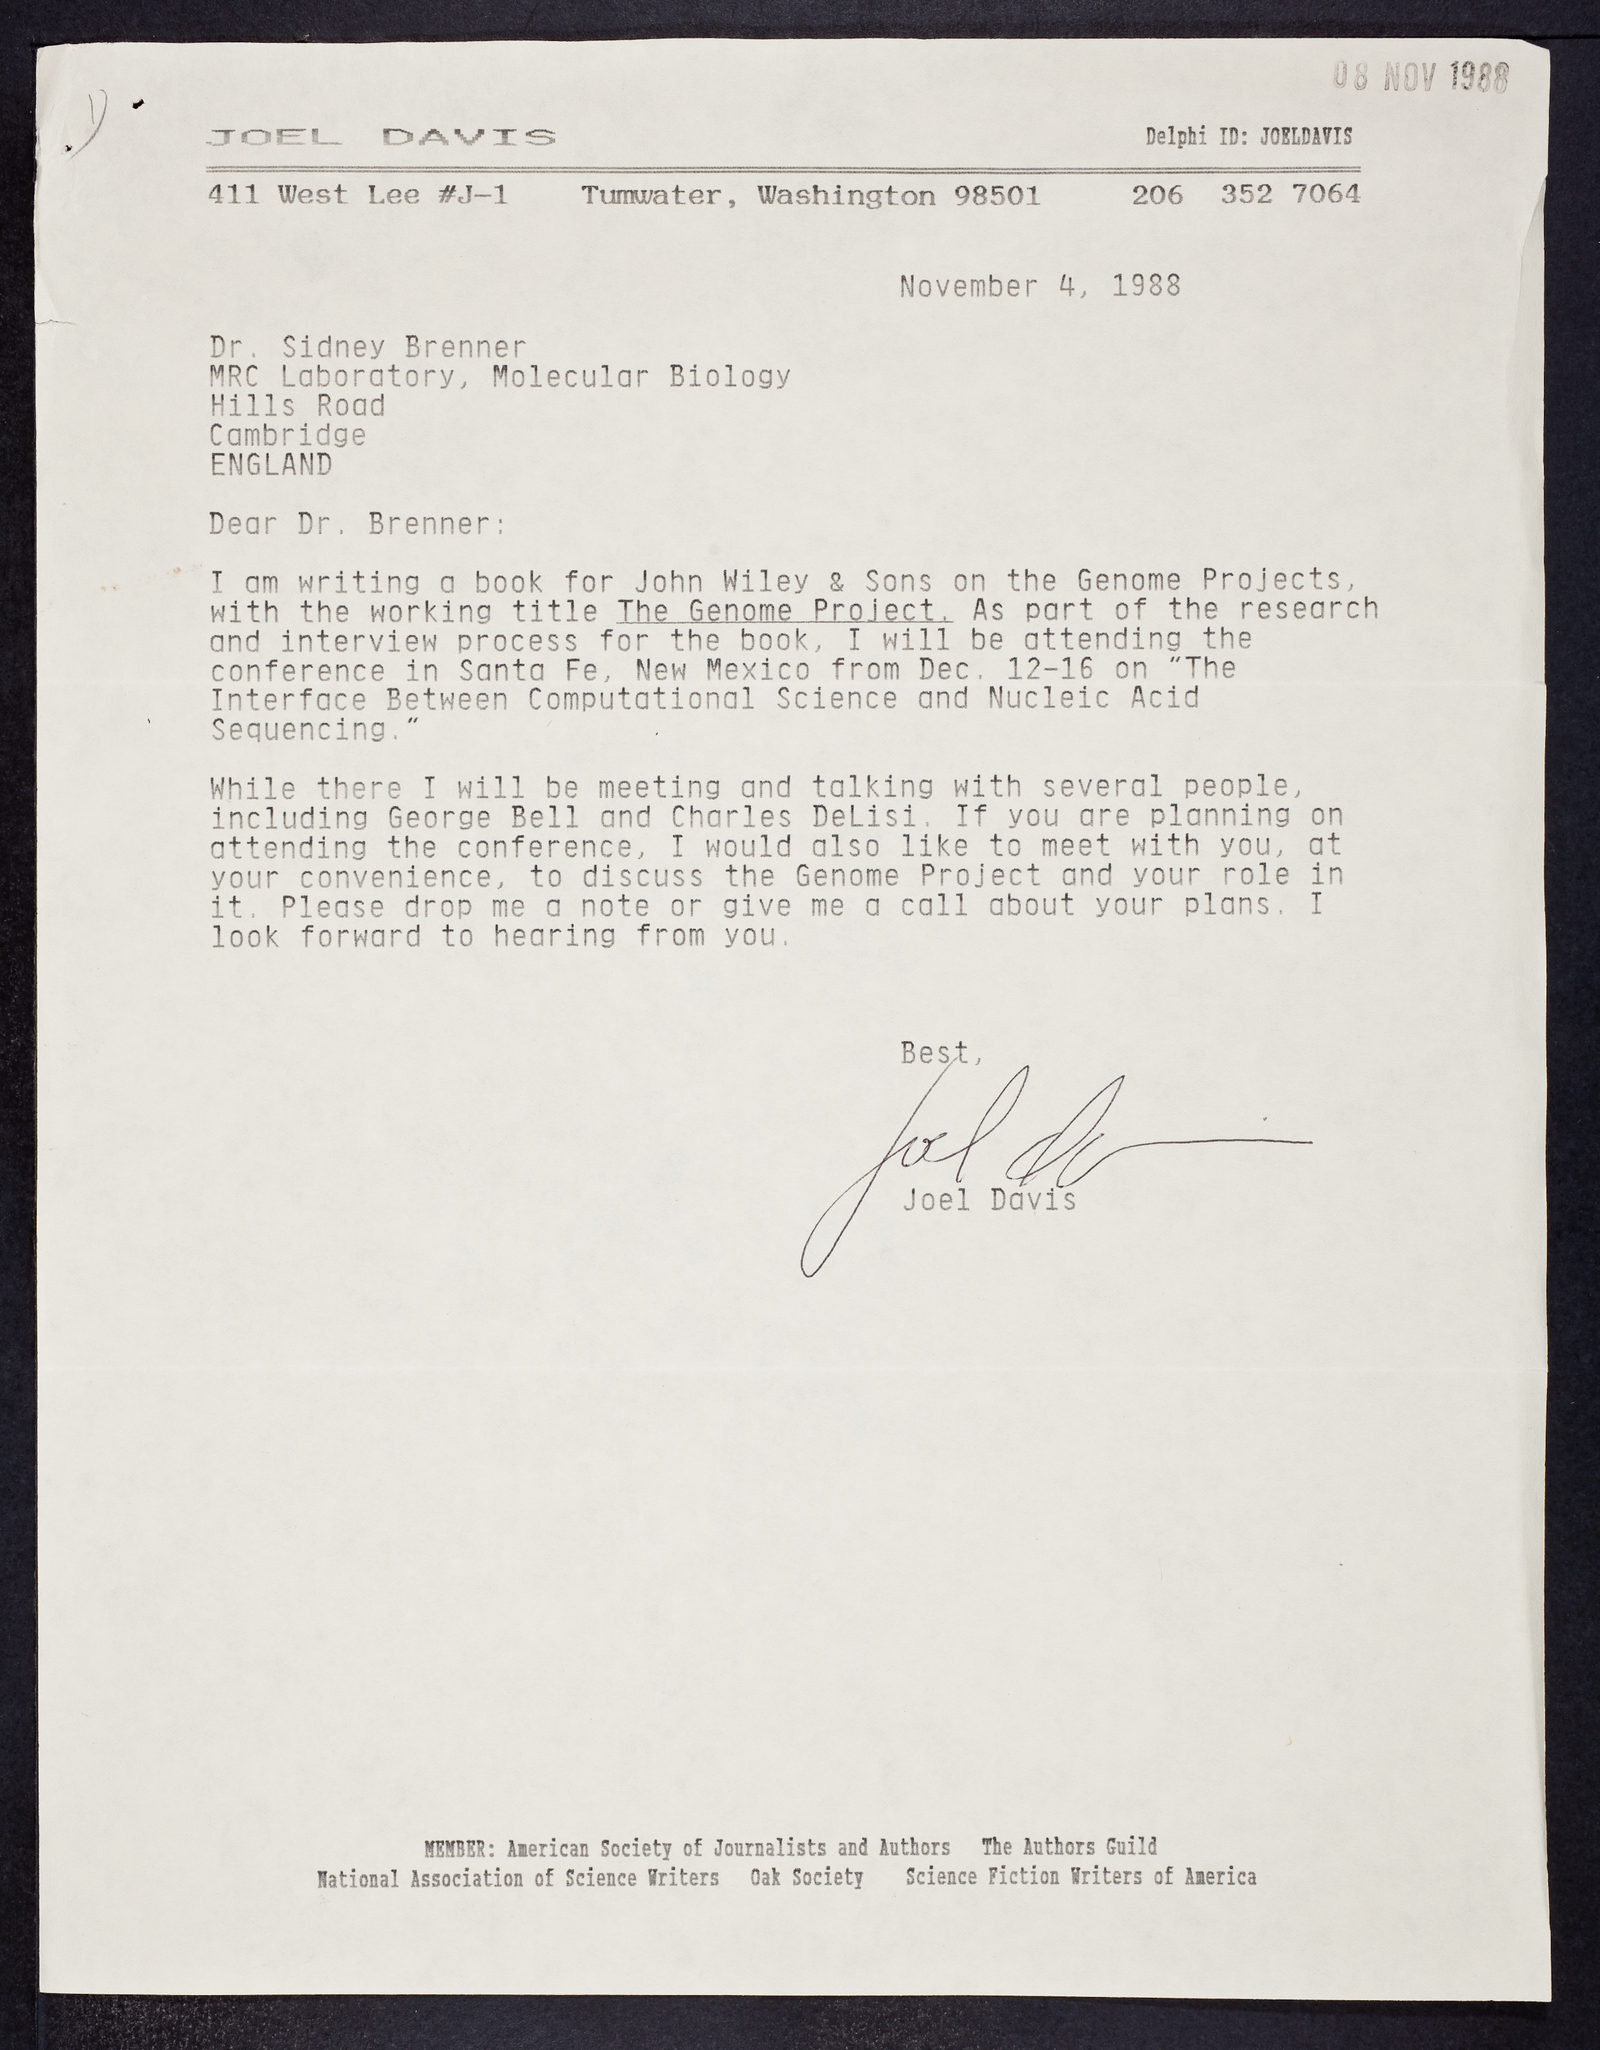 08 NOV 1988
1)
JOEL DAVIS Delphi ID: JOELDAVIS
411 West Lee #J-1 Tumwater, Washington 98501 206 352 7064
November 4, 1988
Dr. Sidney Brenner
MRC Laboratory, Molecular Biology
Hills Road
Cambridge
ENGLAND
Dear Dr. Brenner:
I am writing a book for John Wiley & Sons on the Genome Projects,
with the working title The Genome Project. As part of the research
and interview process for the book, I will be attending the
conference in Santa Fe, New Mexico from Dec. 12-16 on "The
Interface Between Computational Science and Nucleic Acid
Sequencing."
While there I will be meeting and talking with several people,
including George Bell and Charles DeLisi. If you are planning on
attending the conference, I would also like to meet with you, at
your convenience, to discuss the Genome Project and your role in
it. Please drop me a note or give me a call about your plans. I
look forward to hearing from you.
Best,
Joel Davis
Joel Davis
MEMBER: American Society of Journalists and Authors The Authors Guild
National Association of Science Writers Oak Society Science Fiction Writers of America